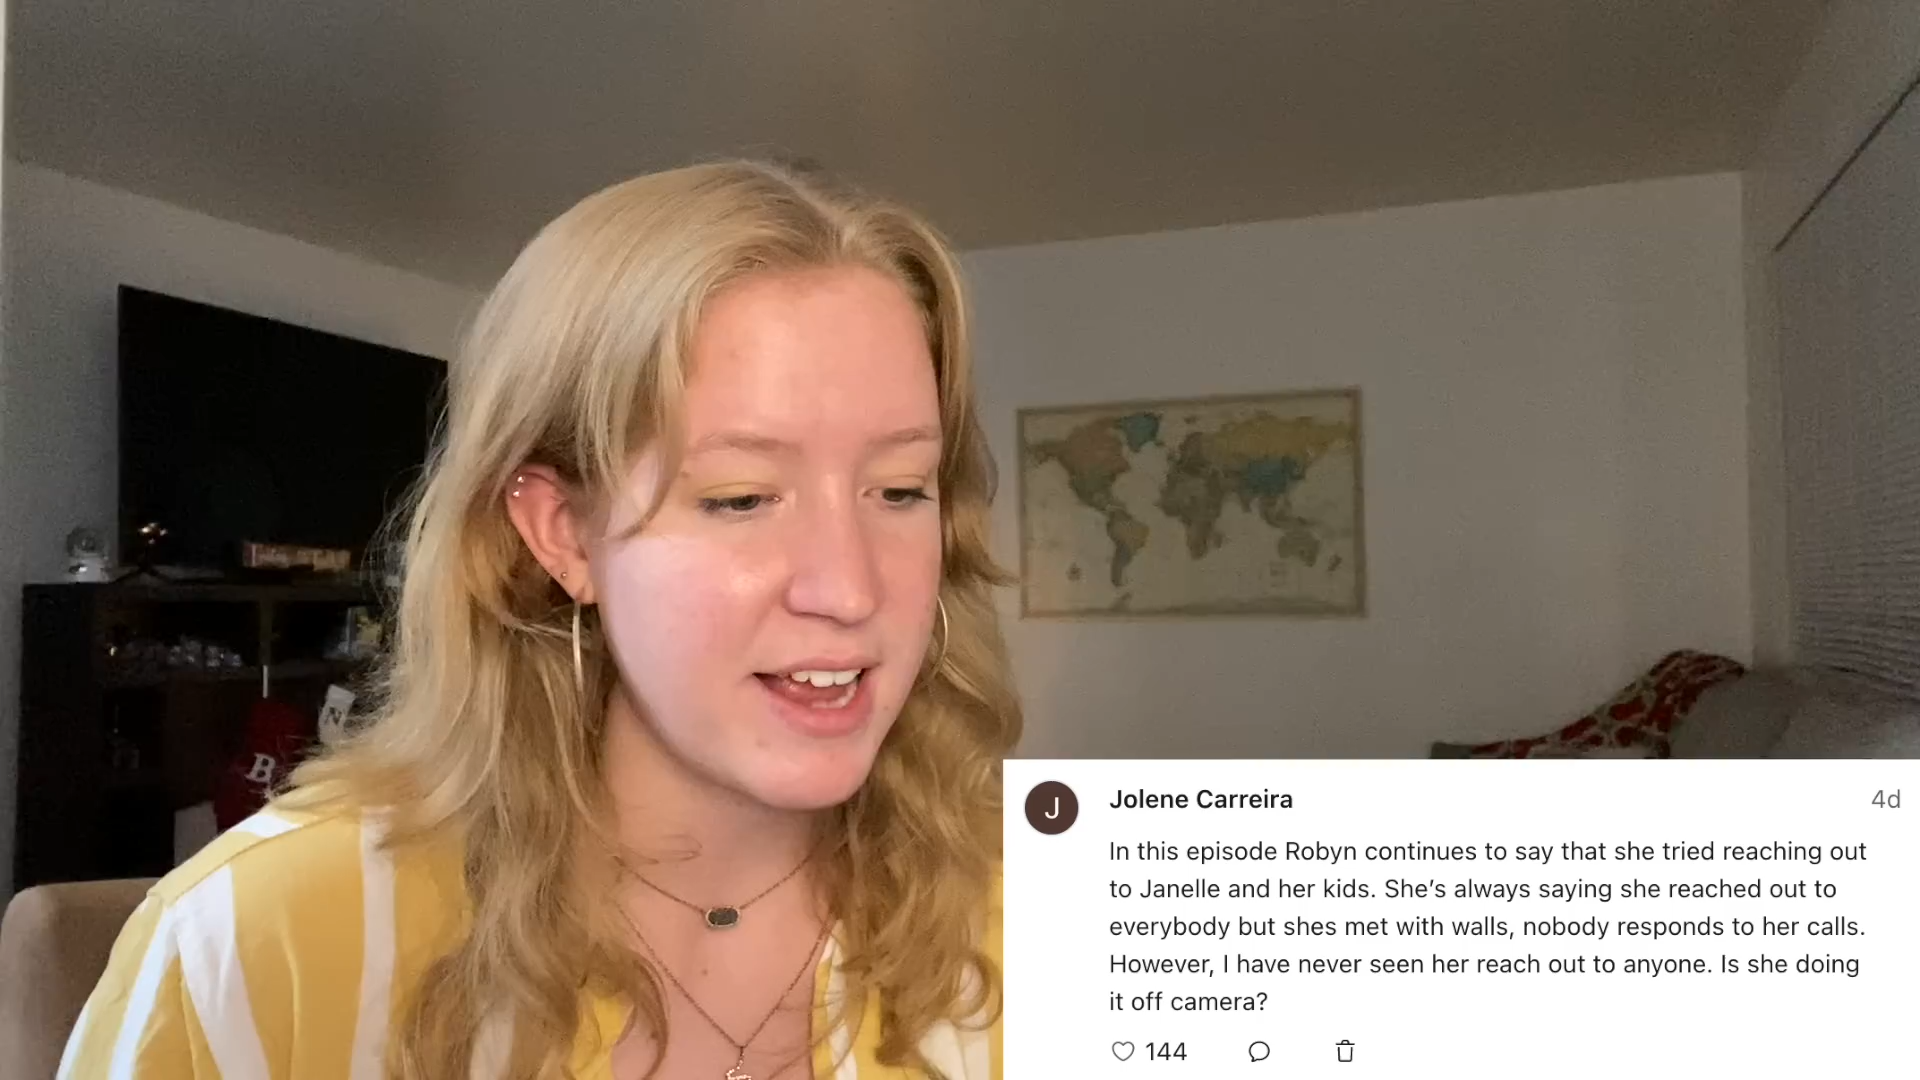 N
B
J
Jolene Carreira
4d
In this episode Robyn continues to say that she tried reaching out
to Janelle and her kids. She’s always saying she reached out to
everybody but shes met with walls, nobody responds to her calls.
However, I have never seen her reach out to anyone. Is she doing
it off camera?
144